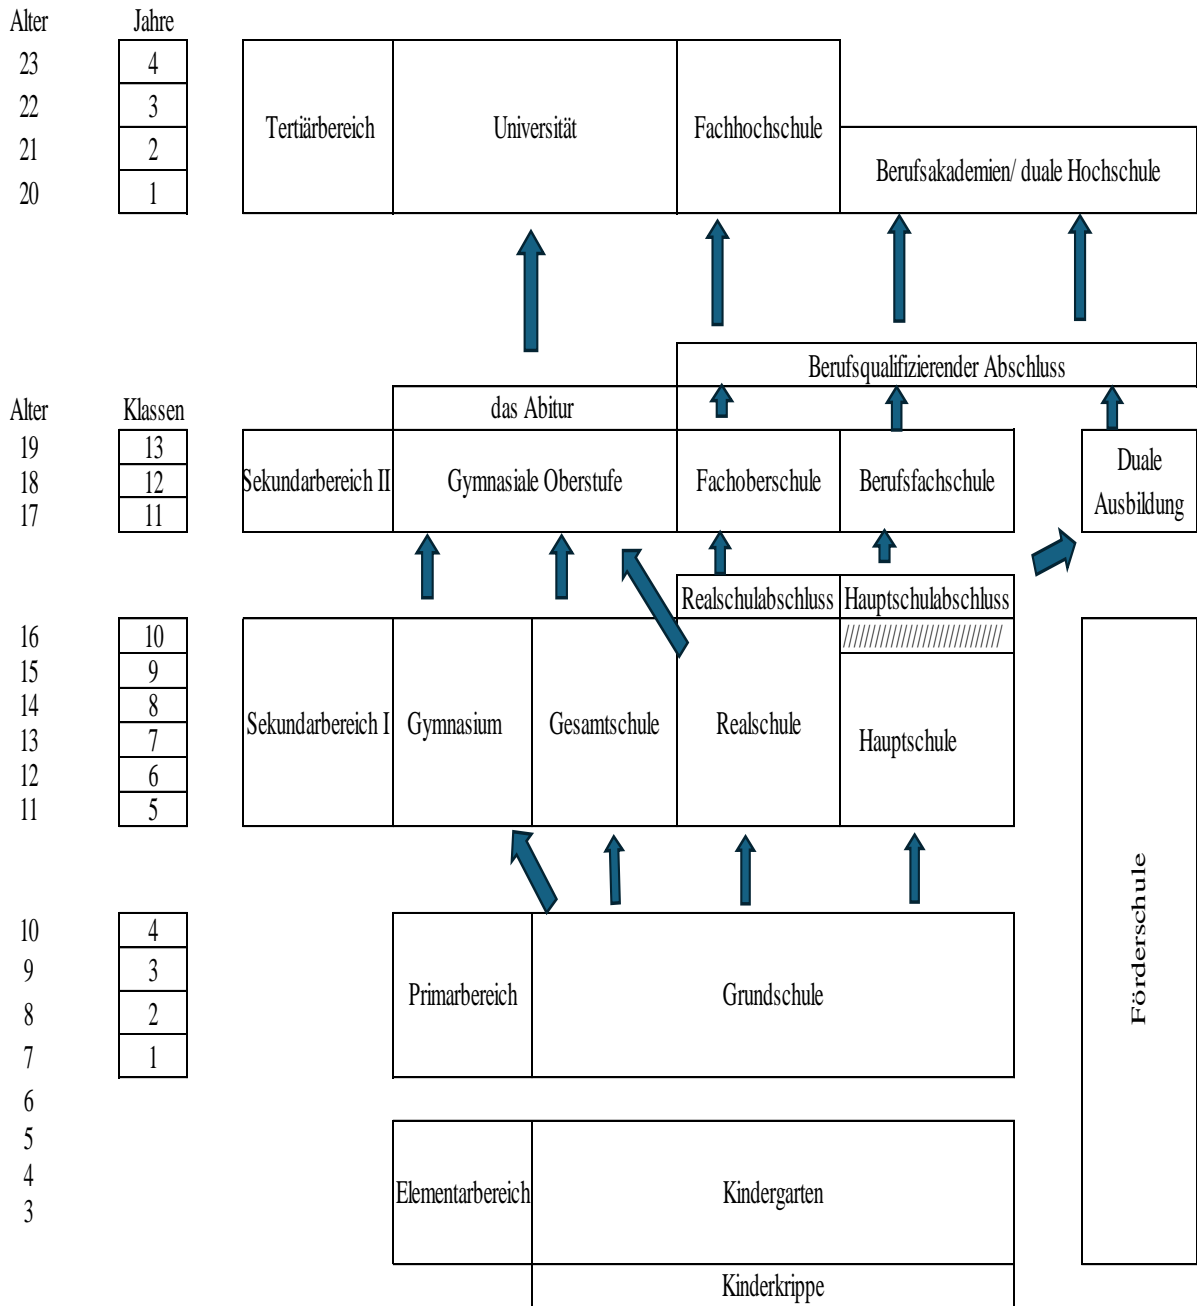 Alter Jahre
23 4
22 3
21 2
20 1
Tertiärbereich Universität Fachhochschule
Berufsakademien/ duale Hochschule
Berufsqualifizierender Abschluss
das Abitur
Alter Klassen
19 13
18 12
17 11
Sekundarbereich II Gymnasiale Oberstufe Fachoberschule Berufsfachschule
Duale
Ausbildung
Realschulabschluss Hauptschulabschluss
16 10
15 9
14 8
13 7
12 6
11 5
Sekundarbereich I Gymnasium Gesamtschule Realschule Hauptschule
10 4
9 3
8 2
7 1
Primarbereich Grundschule
Förderschule
6
5
4
3
Elementarbereich Kindergarten
Kinderkrippe